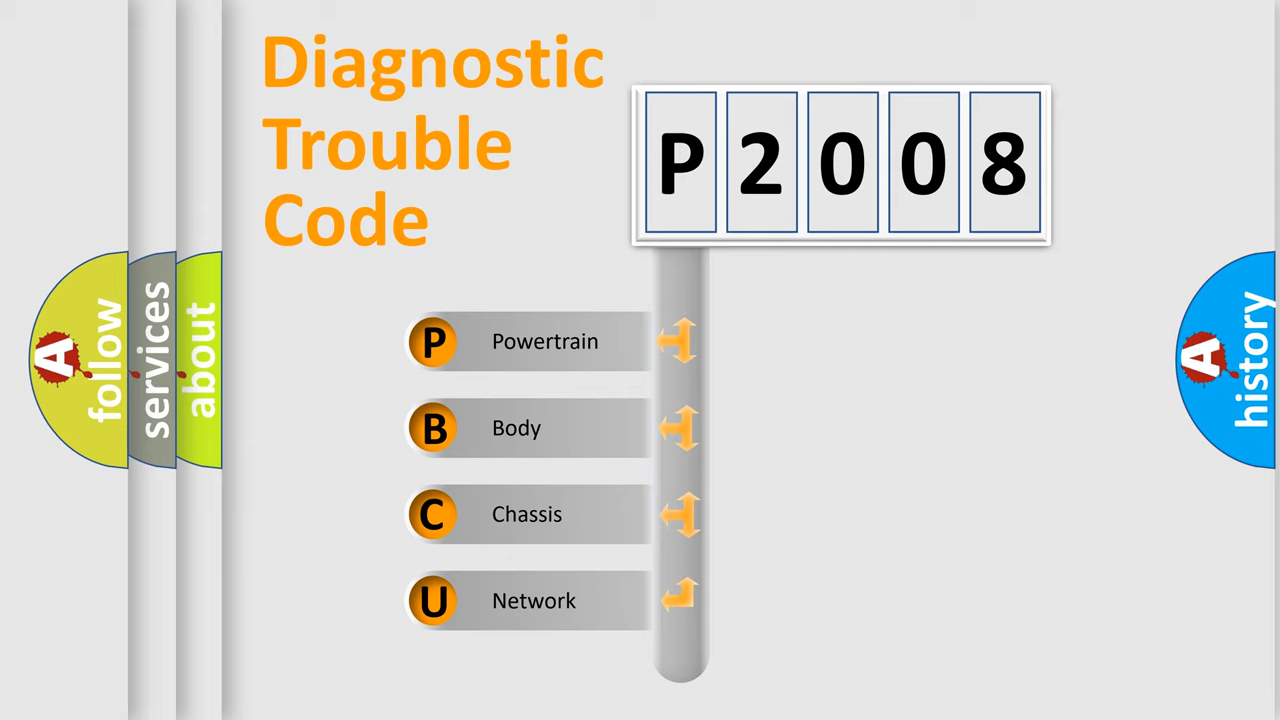 Diagnostic
Trouble
Code
P2008
P Powertrain
B Body
C Chassis
U Network
A follow
services
about
A history